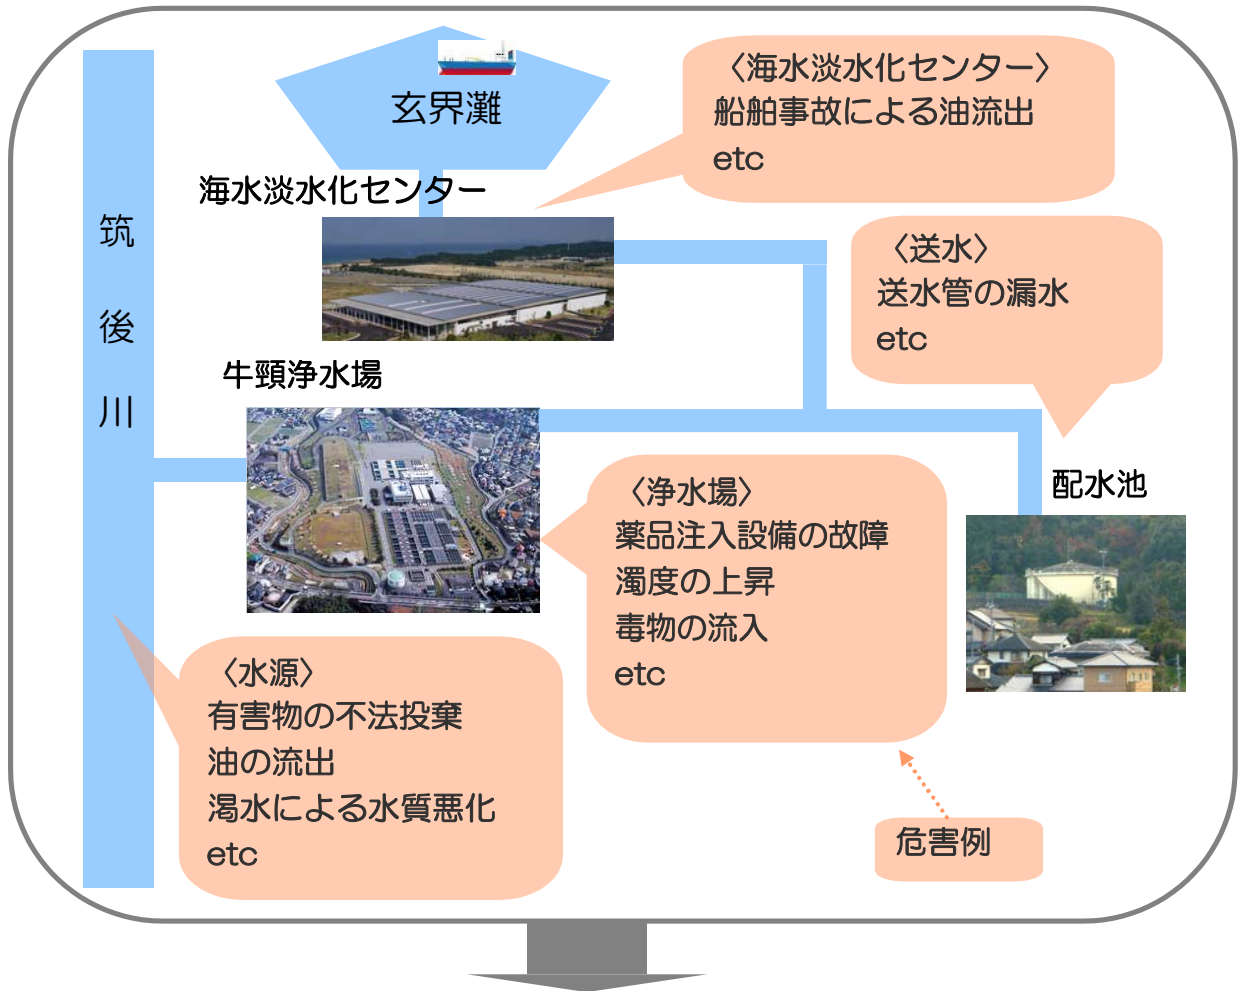 玄界灘
〈海水淡水化センター〉
船舶事故による油流出
etc
海水淡水化センター
筑後川
〈送水〉
送水管の漏水
etc
牛頸浄水場
配水池
〈浄水場〉
薬品注入設備の故障
濁度の上昇
毒物の流入
etc
〈水源〉
有害物の不法投棄
油の流出
渇水による水質悪化
etc
危害例